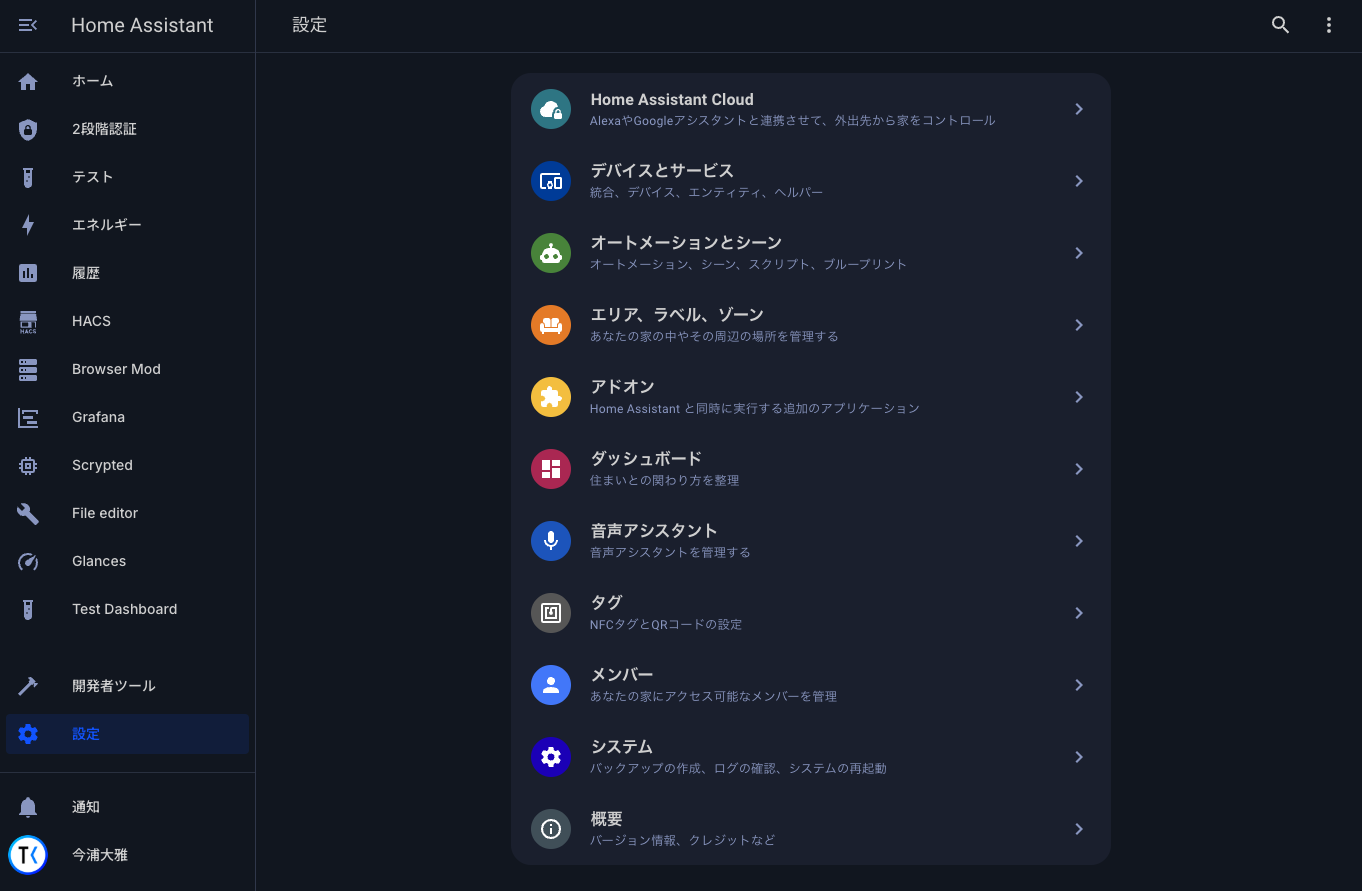 Home Assistant
設定
ホーム
2段階認証
テスト
エネルギー
履歴
HACS
HACS
Browser Mod
Grafana
Scrypted
File editor
Glances
Test Dashboard
開発者ツール
設定
通知
今浦大雅
Home Assistant Cloud
AlexaやGoogleアシスタントと連携させて、外出先から家をコントロール
デバイスとサービス
統合、デバイス、エンティティ、ヘルパー
オートメーションとシーン
オートメーション、シーン、スクリプト、ブループリント
エリア、ラベル、ゾーン
あなたの家の中やその周辺の場所を管理する
アドオン
Home Assistant と同時に実行する追加のアプリケーション
ダッシュボード
住まいとの関わり方を整理
音声アシスタント
音声アシスタントを管理する
タグ
NFCタグとQRコードの設定
メンバー
あなたの家にアクセス可能なメンバーを管理
システム
バックアップの作成、ログの確認、システムの再起動
概要
バージョン情報、クレジットなど